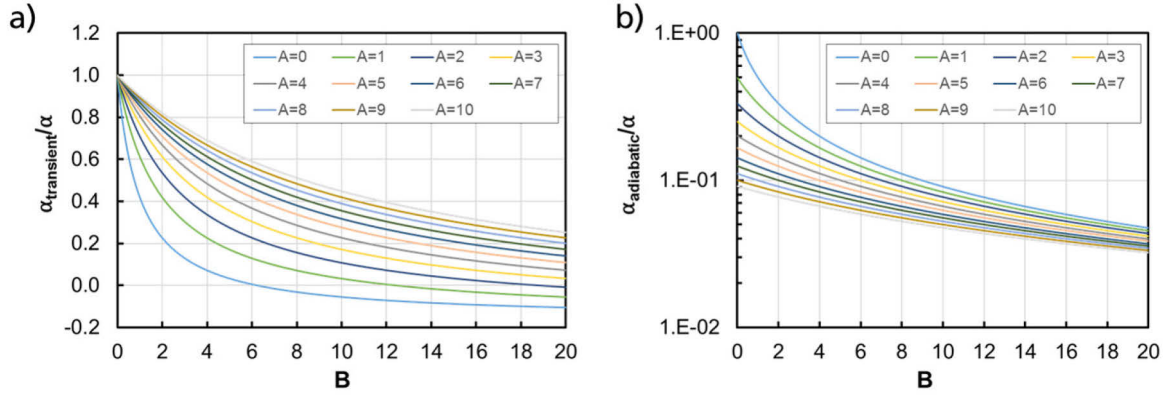 a)
α_transient/α
1.2
1.0
0.8
0.6
0.4
0.2
0.0
-0.2
A=0 A=1 A=2 A=3
A=4 A=5 A=6 A=7
A=8 A=9 A=10
0 2 4 6 8 10 12 14 16 18 20
B
b)
α_adiabatic/α
1.E+00
1.E-01
1.E-02
A=0 A=1 A=2 A=3
A=4 A=5 A=6 A=7
A=8 A=9 A=10
0 2 4 6 8 10 12 14 16 18 20
B